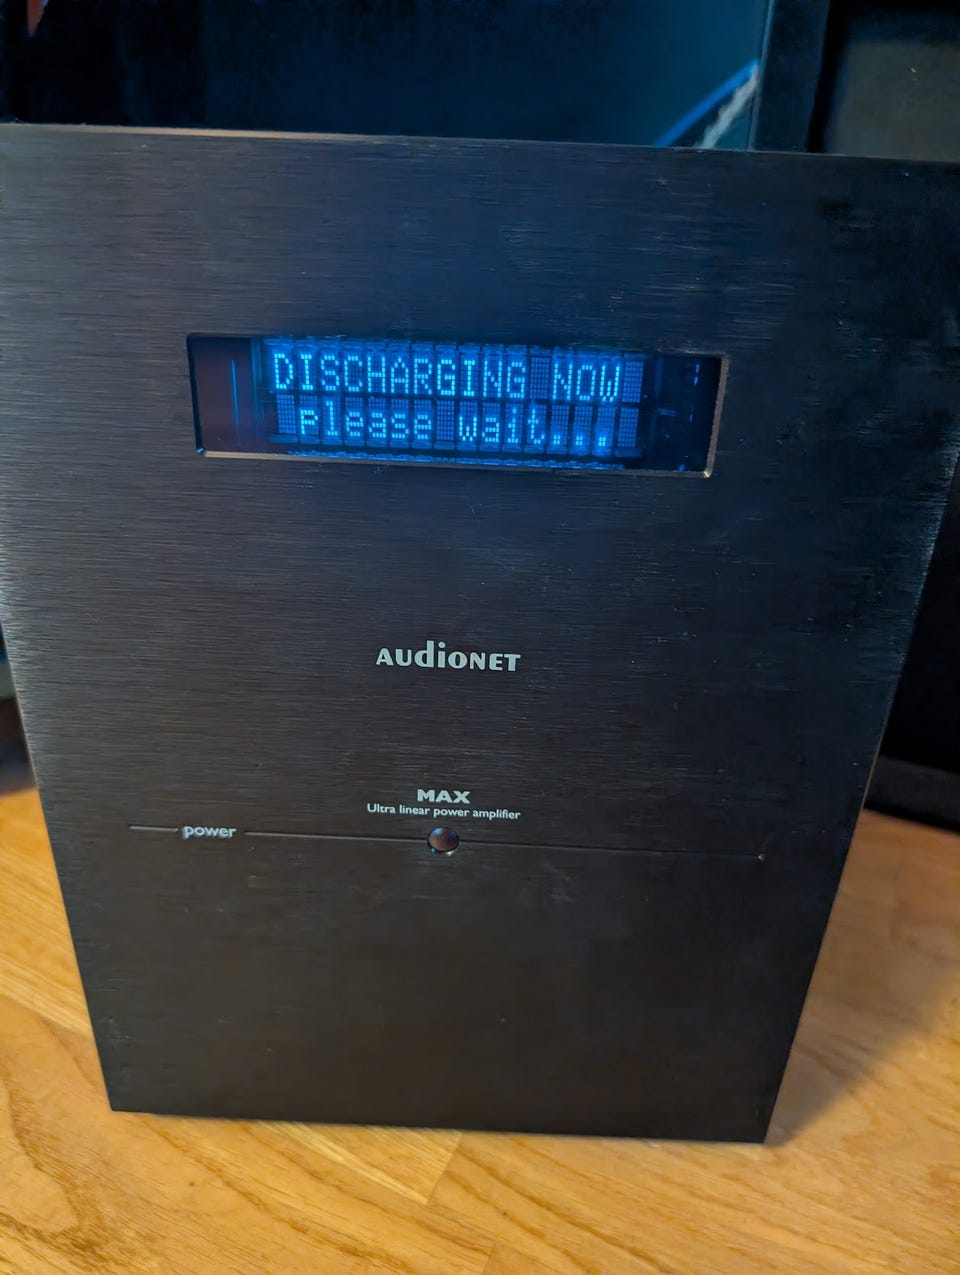 DISCHARGING NOW
Please wait...
AUDIONET
MAX
Ultra linear power amplifier
power